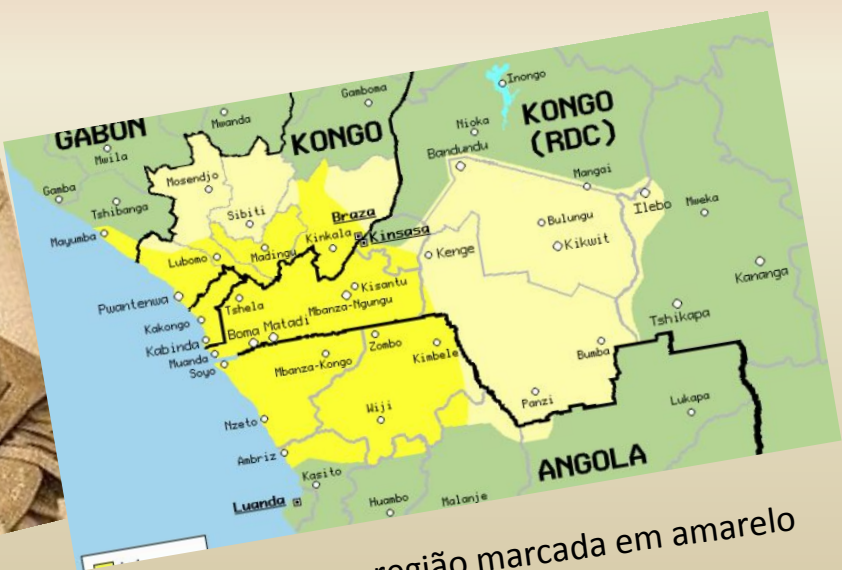 Inongo
Gamboma
GABON
Mwanda
KONGO
KONGO
(RDC)
Nioka
Mwila
Bandundu
Mangai
Gamba
Mosendjo
Tshibanga
Sibiti
Braza
Ilebo
Mweka
Bulungu
Mayumba
Kinkala
Kinsasa
Kikwit
Lubomo
Madingu
Kenge
Kananga
Pwantenwa
Tshela
Kisantu
Mbanza-Ngungu
Tshikapa
Kakongo
Boma
Matadi
Kabinda
Muanda
Zombo
Bumba
Soyo
Mbanza-Kongo
Kimbele
Panzi
Lukapa
Wiji
Nzeto
Ambriz
ANGOLA
Kasito
Luanda
Huambo
Malanje
região marcada em amarelo